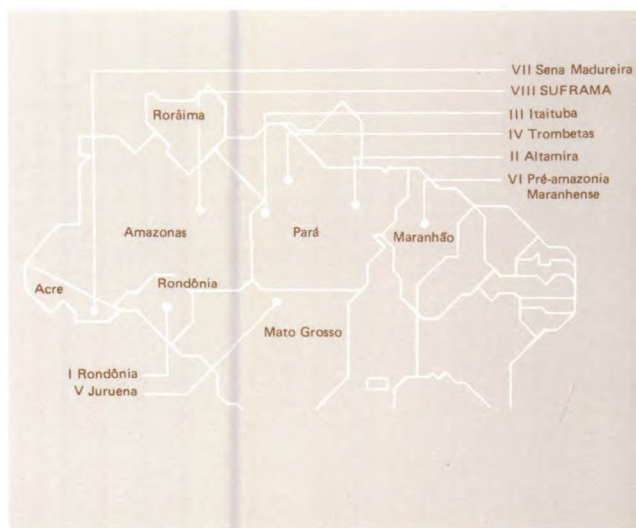 VII Sena Madureira
VIII SUFRAMA
Rorâima
III Itaituba
IV Trombetas
II Altamira
VI Pré-amazonia
Maranhense
Amazonas
Pará
Maranhão
Acre
Rondônia
Mato Grosso
I Rondônia
V Juruena